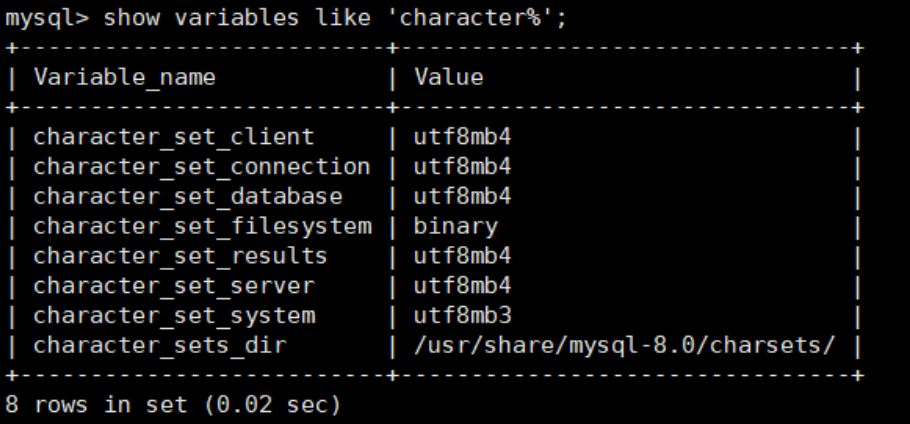 mysql> show variables like 'character%';
+--------------------------+--------------------------------+
| Variable_name            | Value                          |
+--------------------------+--------------------------------+
| character_set_client     | utf8mb4                        |
| character_set_connection | utf8mb4                        |
| character_set_database   | utf8mb4                        |
| character_set_filesystem | binary                         |
| character_set_results    | utf8mb4                        |
| character_set_server     | utf8mb4                        |
| character_set_system     | utf8mb3                        |
| character_sets_dir       | /usr/share/mysql-8.0/charsets/ |
+--------------------------+--------------------------------+
8 rows in set (0.02 sec)